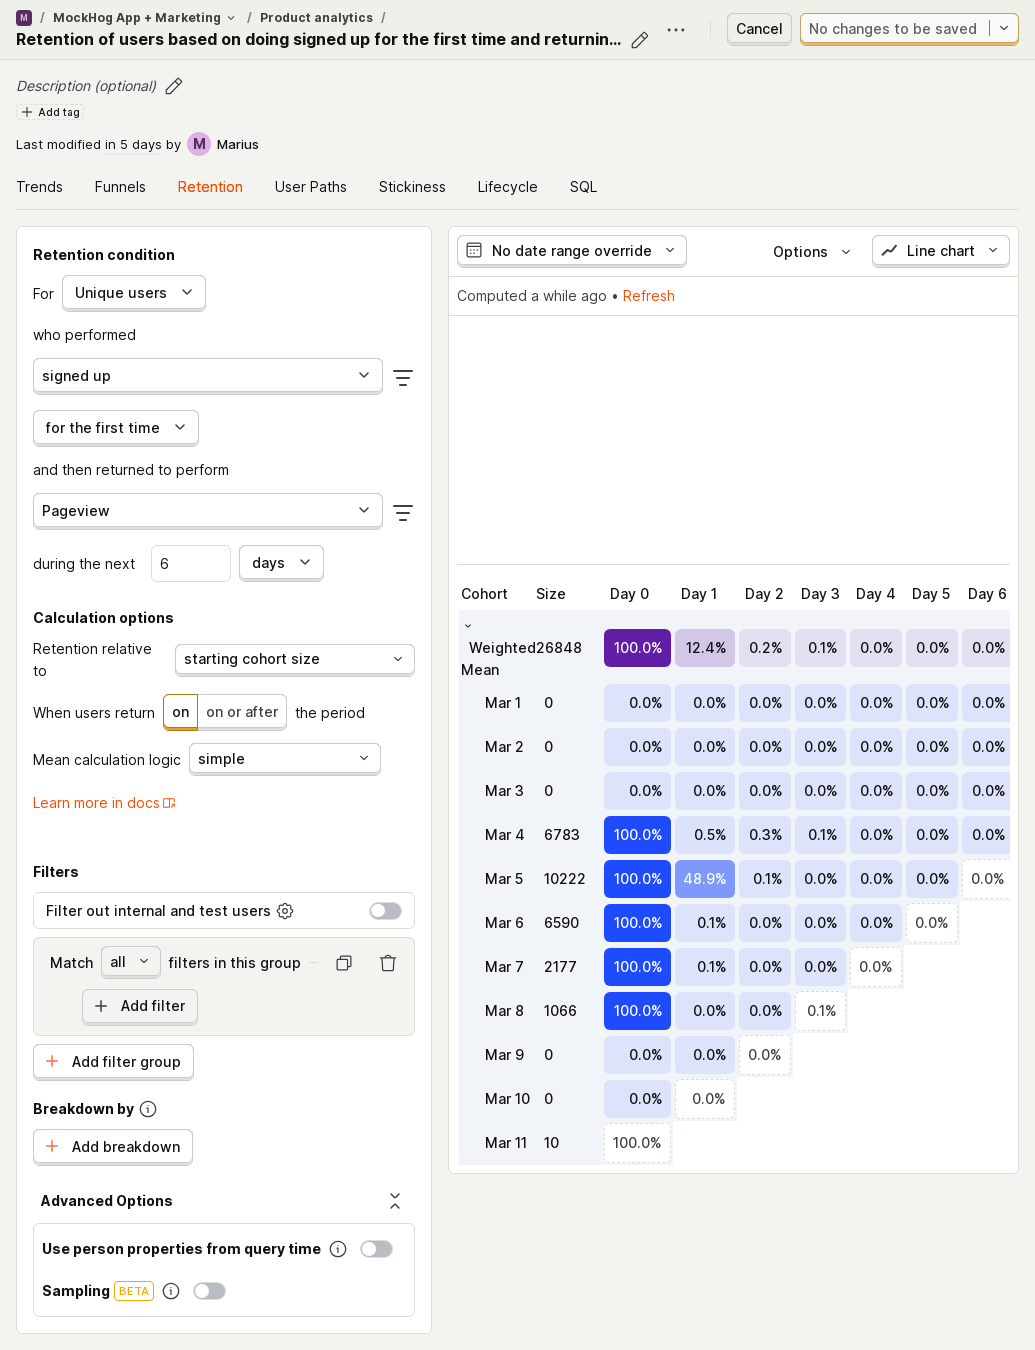 M / MockHog App + Marketing / Product analytics /
Retention of users based on doing signed up for the first time and returnin...
Cancel
No changes to be saved
Description (optional)
Add tag
Last modified in 5 days by M Marius
Trends Funnels Retention User Paths Stickiness Lifecycle SQL
Retention condition
For Unique users
who performed
signed up
for the first time
and then returned to perform
Pageview
during the next 6 days
Calculation options
Retention relative
to
starting cohort size
When users return on on or after the period
Mean calculation logic simple
Learn more in docs
Filters
Filter out internal and test users
Match all filters in this group
Add filter
Add filter group
Breakdown by
Add breakdown
Advanced Options
Use person properties from query time
Sampling BETA
No date range override
Options
Line chart
Computed a while ago • Refresh
Cohort Size Day 0 Day 1 Day 2 Day 3 Day 4 Day 5 Day 6
Weighted 26848 100.0% 12.4% 0.2% 0.1% 0.0% 0.0% 0.0%
Mean
Mar 1 0 0.0% 0.0% 0.0% 0.0% 0.0% 0.0% 0.0%
Mar 2 0 0.0% 0.0% 0.0% 0.0% 0.0% 0.0% 0.0%
Mar 3 0 0.0% 0.0% 0.0% 0.0% 0.0% 0.0% 0.0%
Mar 4 6783 100.0% 0.5% 0.3% 0.1% 0.0% 0.0% 0.0%
Mar 5 10222 100.0% 48.9% 0.1% 0.0% 0.0% 0.0% 0.0%
Mar 6 6590 100.0% 0.1% 0.0% 0.0% 0.0% 0.0%
Mar 7 2177 100.0% 0.1% 0.0% 0.0% 0.0%
Mar 8 1066 100.0% 0.0% 0.0% 0.1%
Mar 9 0 0.0% 0.0% 0.0%
Mar 10 0 0.0% 0.0%
Mar 11 10 100.0%